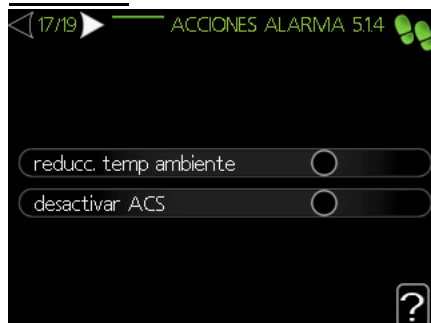 17/19 ACCIONES ALARMA 5.1.4
reducc. temp ambiente
desactivar ACS
?